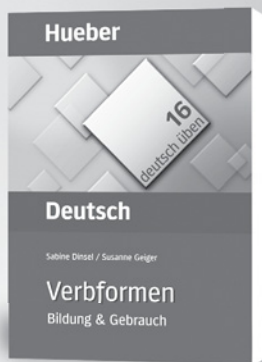 Hueber
16
deutsch üben
Deutsch
Sabine Dinsel / Susanne Geiger
Verbformen
Bildung & Gebrauch